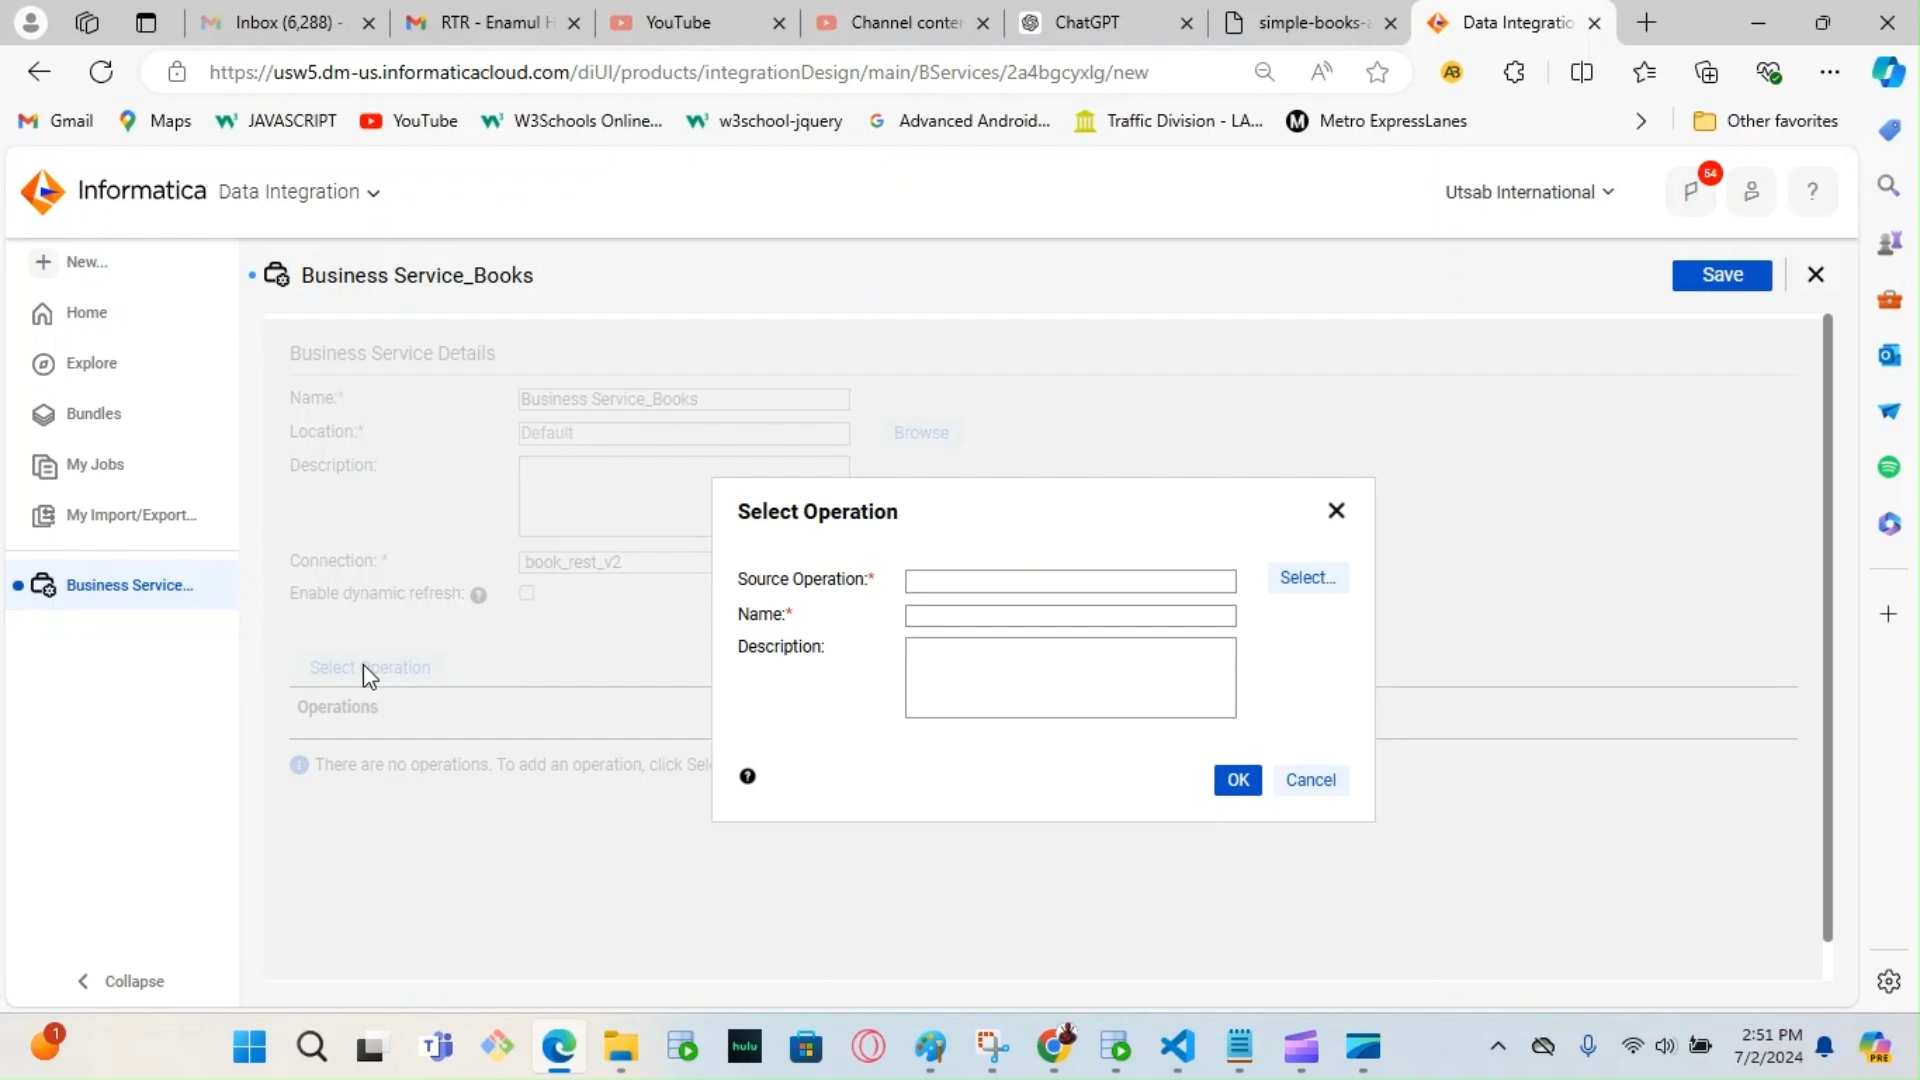 Inbox (6,288) -
RTR - Enamul H
YouTube
Channel conter
ChatGPT
simple-books-
Data Integratio
https://usw5.dm-us.informaticacloud.com/diUI/products/integrationDesign/main/BServices/2a4bgcyxIg/new
Gmail
Maps
JAVASCRIPT
YouTube
W3Schools Online...
w3school-jquery
Advanced Android...
Traffic Division - LA...
Metro ExpressLanes
Other favorites
Informatica Data Integration
Utsab International
54
?
New...
Home
Explore
Bundles
My Jobs
My Import/Export...
Business Service...
Collapse
Business Service_Books
Save
Business Service Details
Name:* Business Service_Books
Location:* Default Browse
Description:
Connection: * book_rest_v2
Enable dynamic refresh:
Select Operation
Operations
There are no operations. To add an operation, click Sel
Select Operation
Source Operation:* Select...
Name:*
Description:
OK Cancel
1
hulu
2:51 PM
7/2/2024
PRE